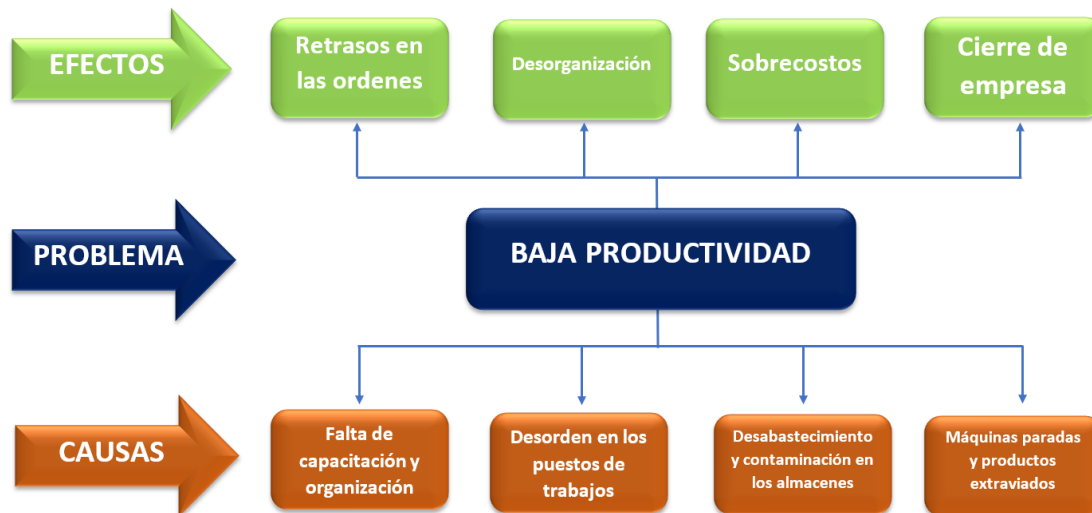 EFECTOS
Retrasos en
las ordenes
Desorganización
Sobrecostos
Cierre de
empresa
PROBLEMA
BAJA PRODUCTIVIDAD
CAUSAS
Falta de
capacitación y
organización
Desorden en los
puestos de
trabajos
Desabastecimiento
y contaminación en
los almacenes
Máquinas paradas
y productos
extraviados